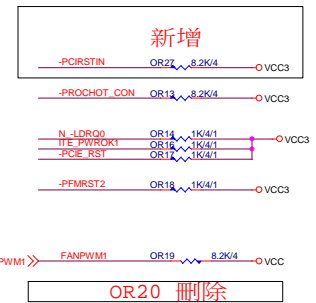 新增
-PCIRSTIN OR27 8.2K/4 VCC3
-PROCHOT_CON OR13 8.2K/4 VCC3
N_-LDRQ0 OR14 1K/4/1 VCC3
ITE_PWROK1 OR16 1K/4/1
-PCIE_RST OR17 1K/4/1
-PFMRST2 OR18 1K/4/1 VCC3
PWM1 FANPWM1 OR19 8.2K/4 VCC
OR20 刪除